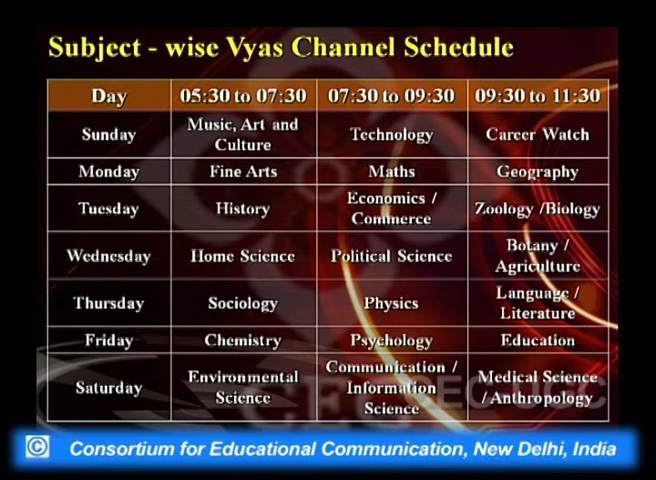 Subject - wise Vyas Channel Schedule
Day 05:30 to 07:30 07:30 to 09:30 09:30 to 11:30
Sunday Music, Art and Culture Technology Career Watch
Monday Fine Arts Maths Geography
Tuesday History Economics / Commerce Zoology /Biology
Wednesday Home Science Political Science Botany / Agriculture
Thursday Sociology Physics Language / Literature
Friday Chemistry Psychology Education
Saturday Environmental Science Communication / Information Science Medical Science / Anthropology
© Consortium for Educational Communication, New Delhi, India